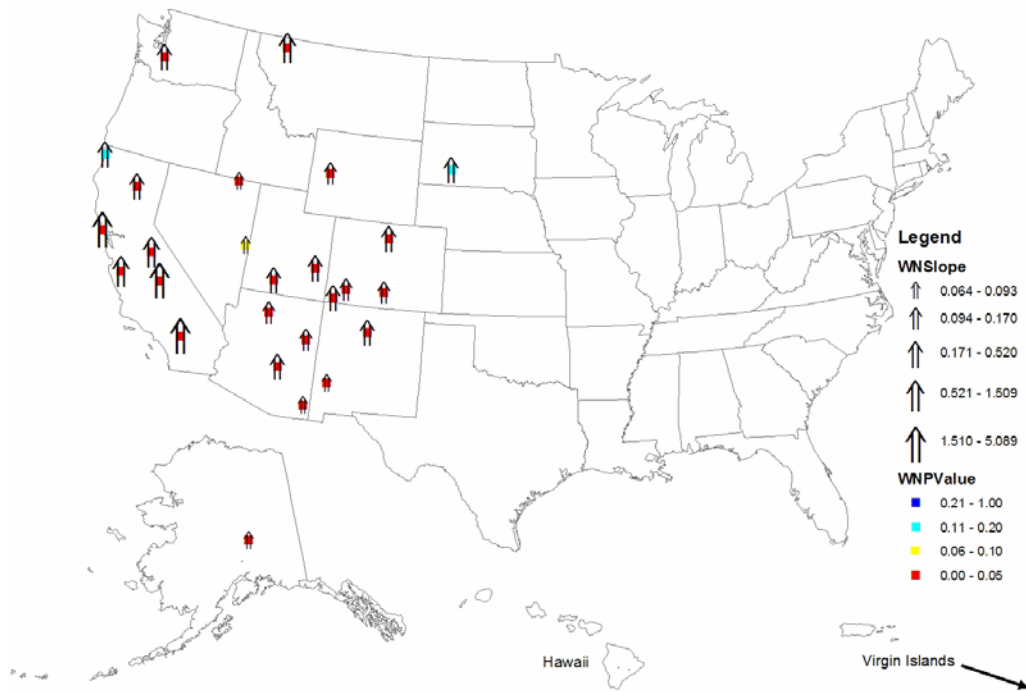 Legend
WNSlope
0.064 - 0.093
0.094 - 0.170
0.171 - 0.520
0.521 - 1.509
1.510 - 5.089
WNPValue
0.21 - 1.00
0.11 - 0.20
0.06 - 0.10
0.00 - 0.05
Hawaii
Virgin Islands